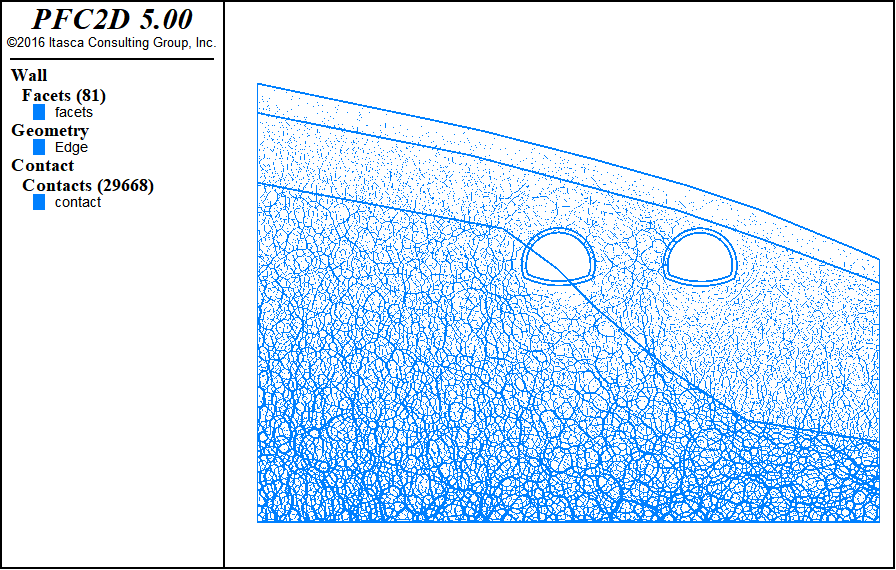 PFC2D 5.00
©2016 Itasca Consulting Group, Inc.
Wall
Facets (81)
facets
Geometry
Edge
Contact
Contacts (29668)
contact